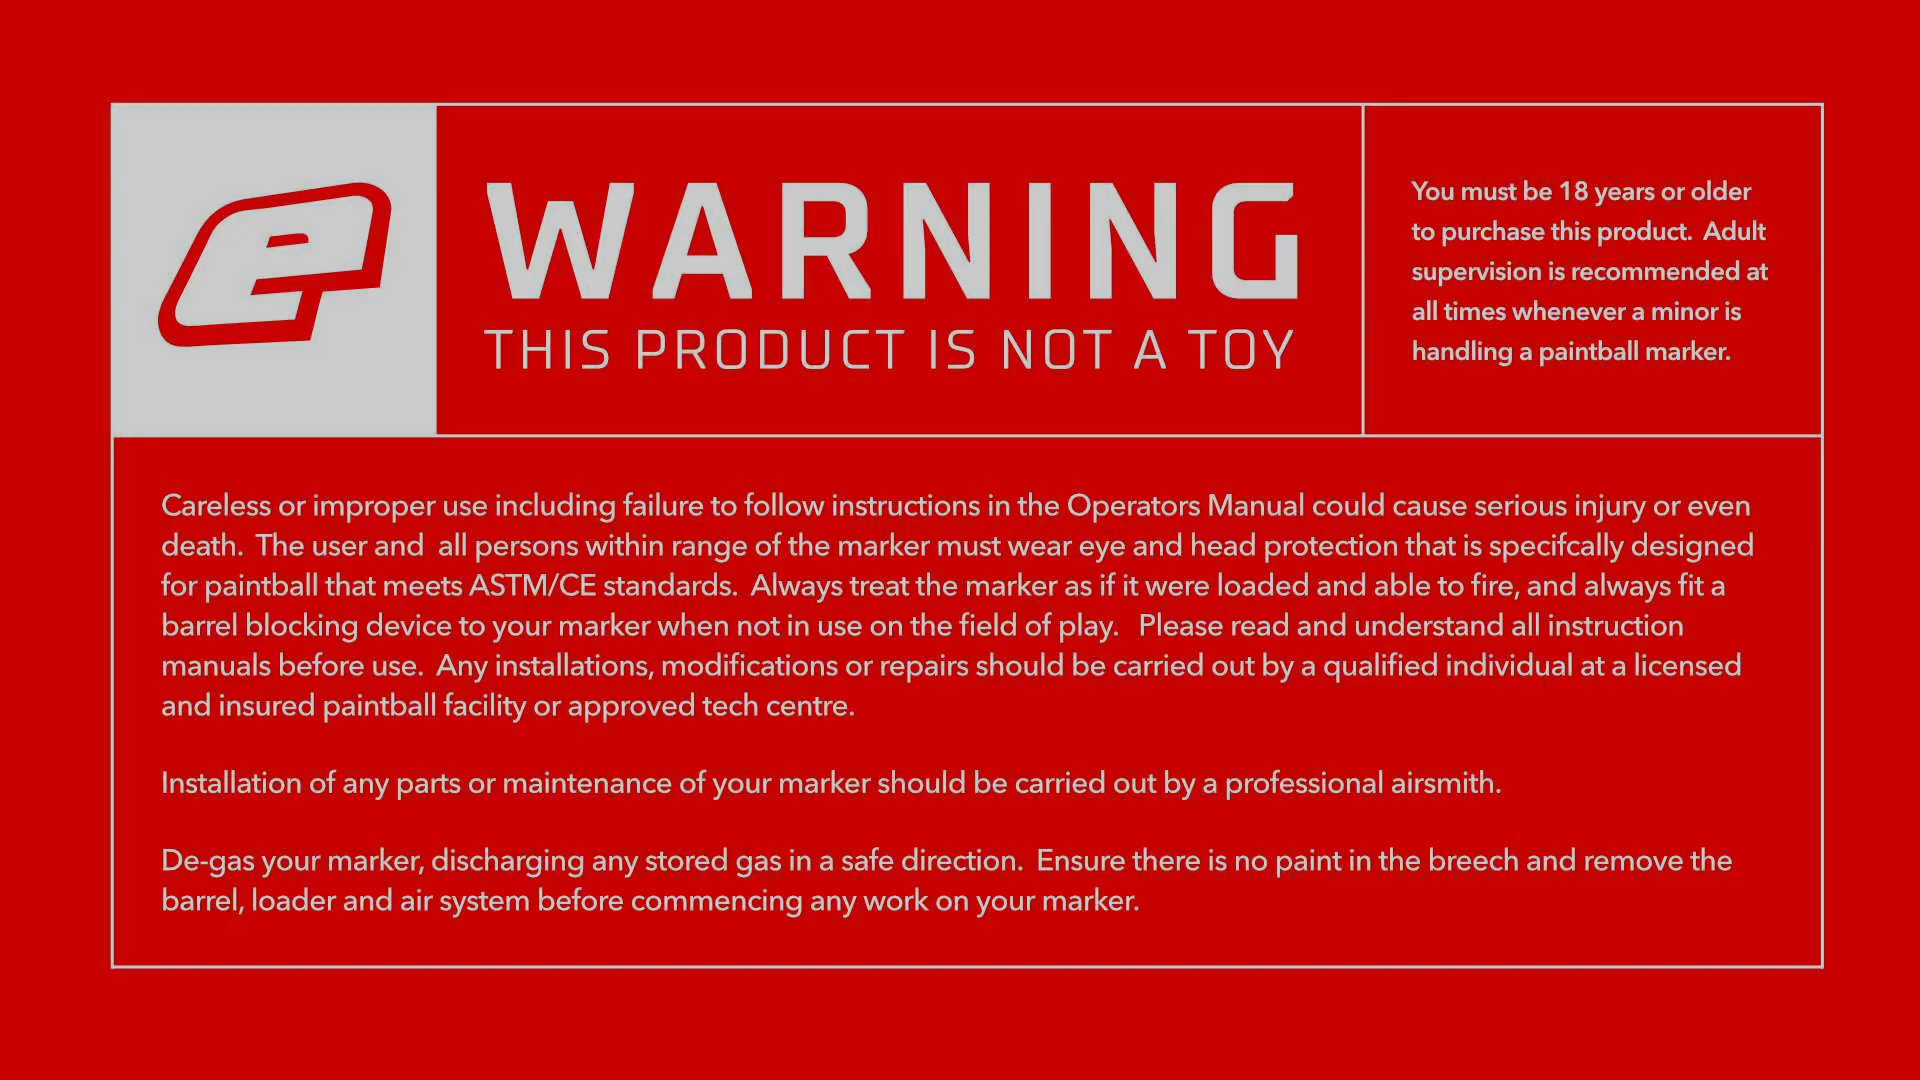 WARNING
THIS PRODUCT IS NOT A TOY
You must be 18 years or older
to purchase this product.  Adult
supervision is recommended at
all times whenever a minor is
handling a paintball marker.
Careless or improper use including failure to follow instructions in the Operators Manual could cause serious injury or even
death.  The user and  all persons within range of the marker must wear eye and head protection that is specifcally designed
for paintball that meets ASTM/CE standards.  Always treat the marker as if it were loaded and able to fire, and always fit a
barrel blocking device to your marker when not in use on the field of play.   Please read and understand all instruction
manuals before use.  Any installations, modifications or repairs should be carried out by a qualified individual at a licensed
and insured paintball facility or approved tech centre.
Installation of any parts or maintenance of your marker should be carried out by a professional airsmith.
De-gas your marker, discharging any stored gas in a safe direction.  Ensure there is no paint in the breech and remove the
barrel, loader and air system before commencing any work on your marker.